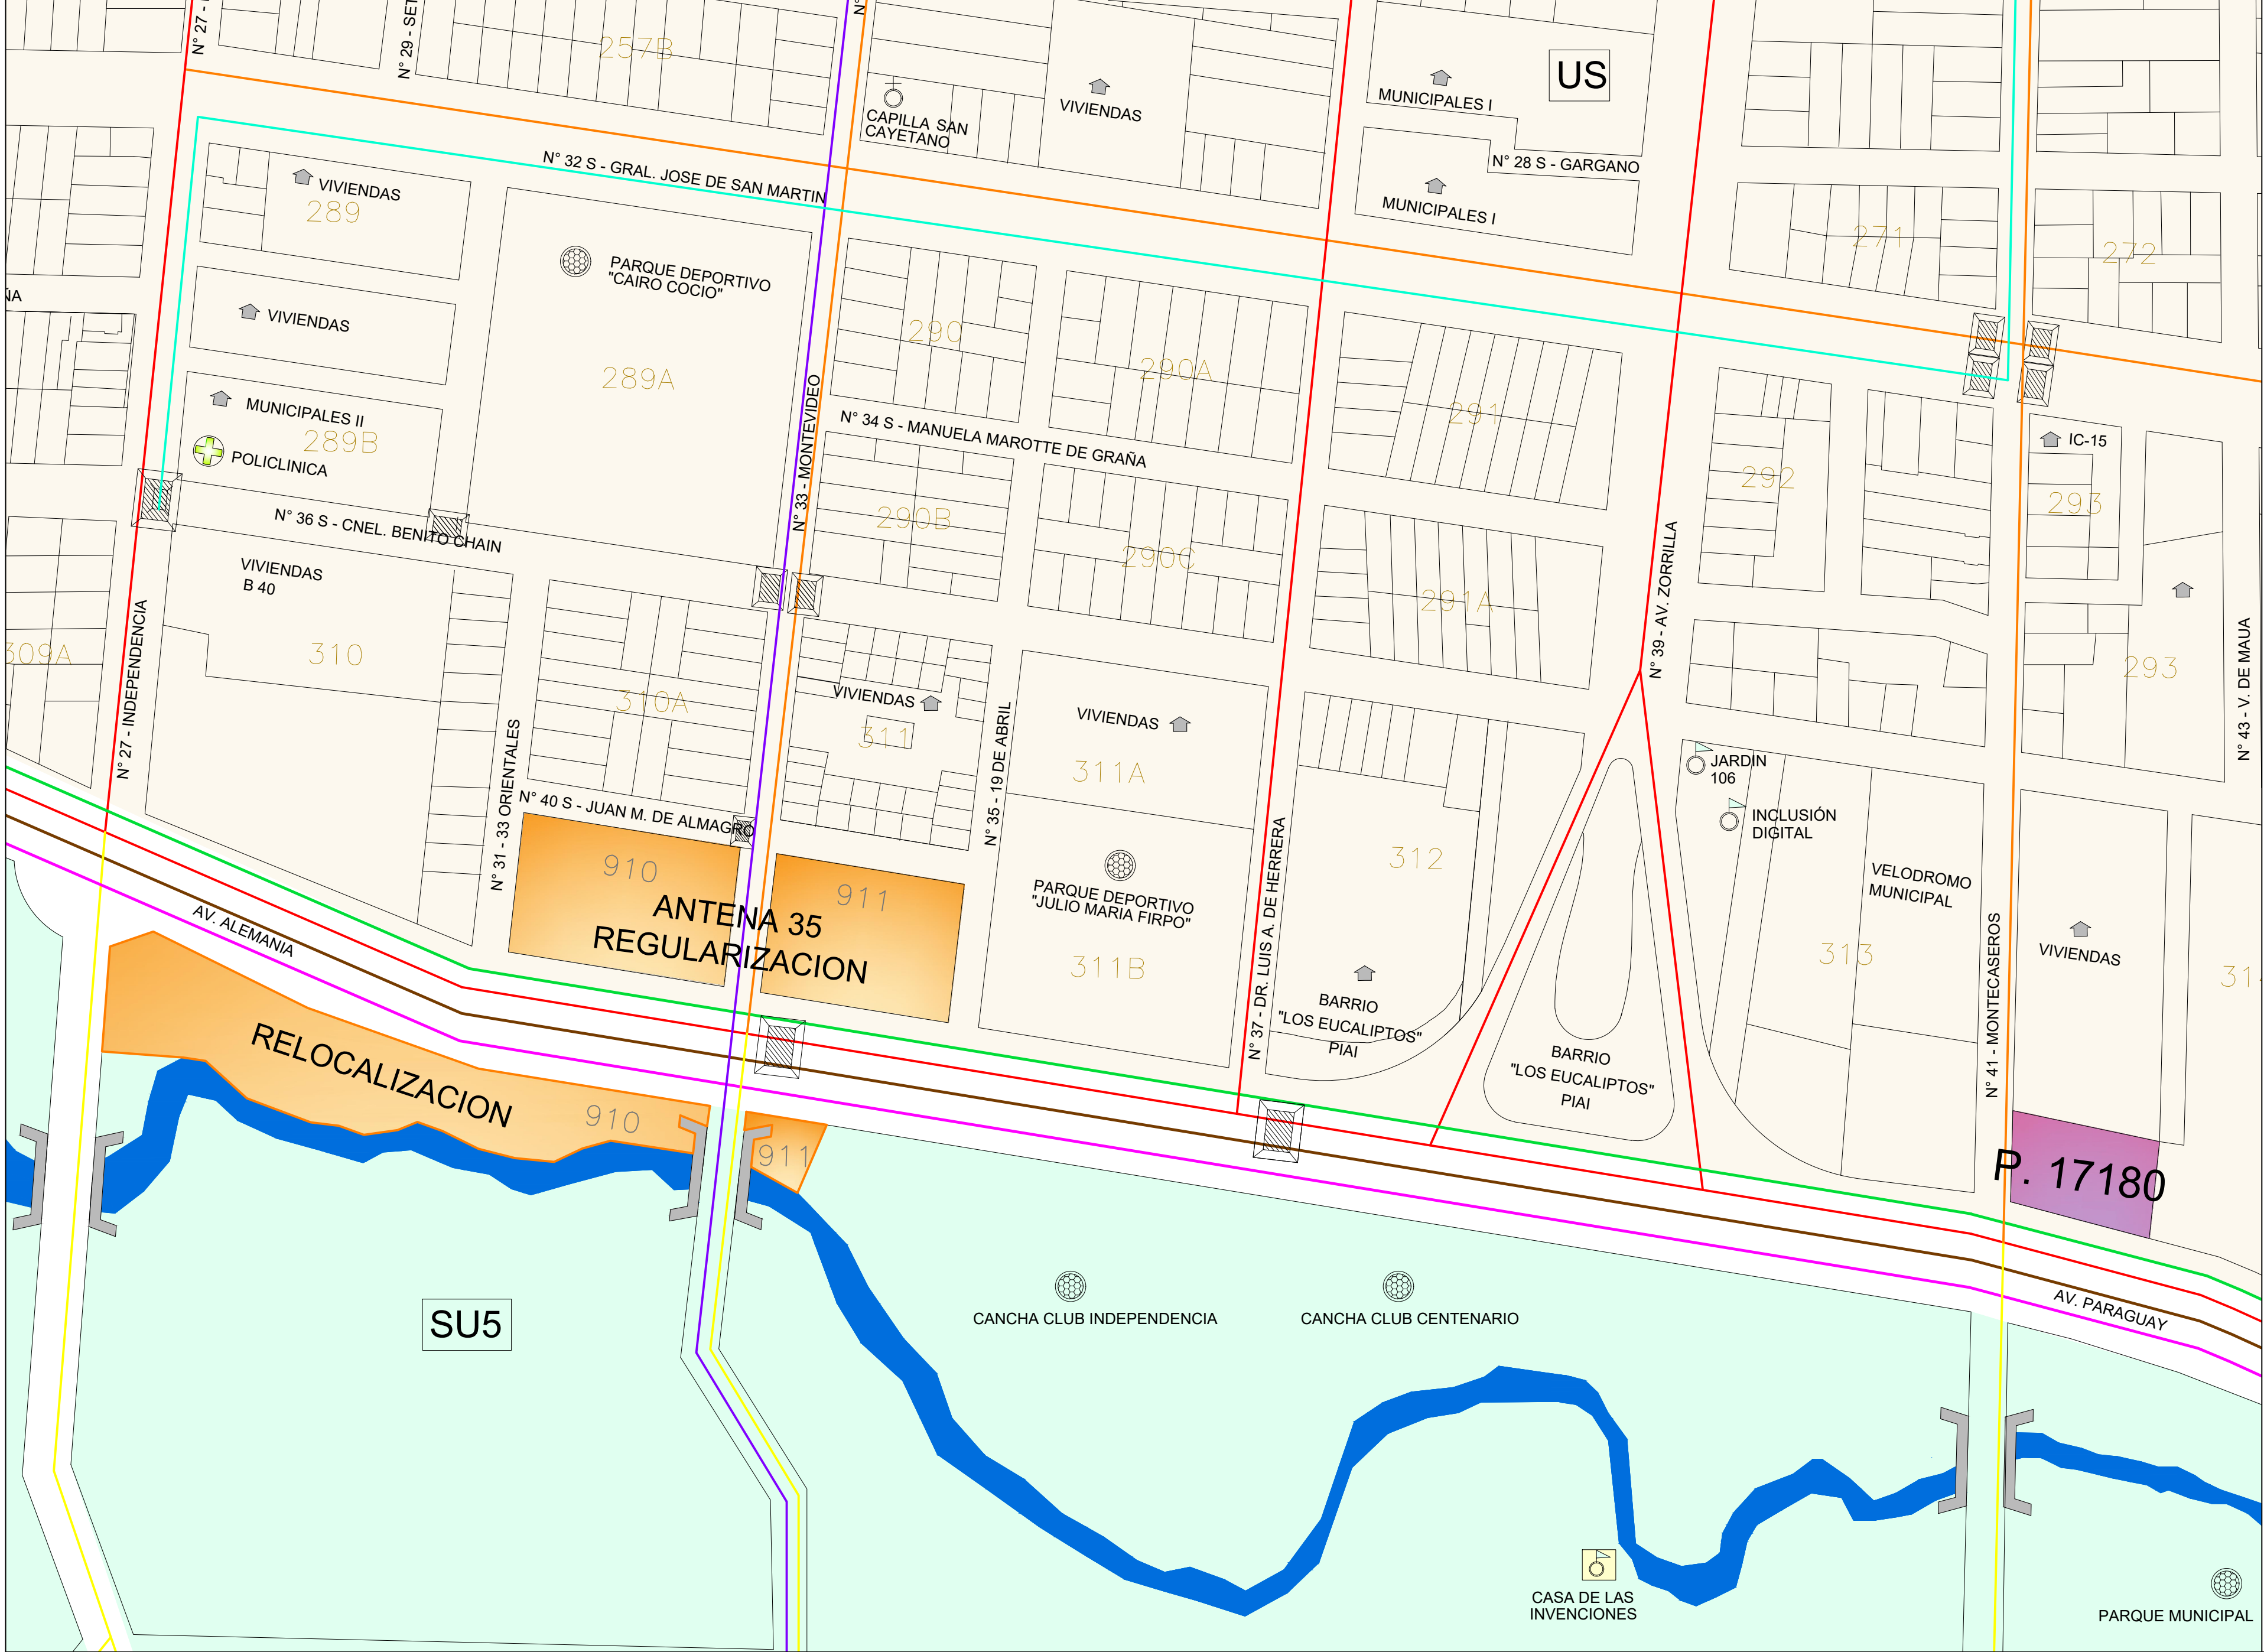 N° 27 -
N° 29 - SET
N°
257B
US
CAPILLA SAN
CAYETANO
VIVIENDAS
MUNICIPALES I
N° 28 S - GARGANO
MUNICIPALES I
N° 32 S - GRAL. JOSE DE SAN MARTIN
VIVIENDAS
289
271
272
PARQUE DEPORTIVO
"CAIRO COCIO"
ÑA
VIVIENDAS
290
290A
289A
MUNICIPALES II
289B
POLICLINICA
N° 33 - MONTEVIDEO
N° 34 S - MANUELA MAROTTE DE GRAÑA
291
292
IC-15
293
N° 36 S - CNEL. BENITO CHAIN
290B
290C
291A
N° 39 - AV. ZORRILLA
VIVIENDAS
B 40
309A
N° 27 - INDEPENDENCIA
310
310A
VIVIENDAS
311
N° 35 - 19 DE ABRIL
VIVIENDAS
311A
293
N° 43 - V. DE MAUA
N° 31 - 33 ORIENTALES
N° 40 S - JUAN M. DE ALMAGRO
JARDIN
106
INCLUSIÓN
DIGITAL
312
910
911
ANTENA 35
REGULARIZACION
PARQUE DEPORTIVO
"JULIO MARIA FIRPO"
311B
N° 37 - DR. LUIS A. DE HERRERA
VELODROMO
MUNICIPAL
313
N° 41 - MONTECASEROS
VIVIENDAS
31
AV. ALEMANIA
BARRIO
"LOS EUCALIPTOS"
PIAI
BARRIO
"LOS EUCALIPTOS"
PIAI
RELOCALIZACION
910
911
P. 17180
SU5
CANCHA CLUB INDEPENDENCIA
CANCHA CLUB CENTENARIO
AV. PARAGUAY
CASA DE LAS
INVENCIONES
PARQUE MUNICIPAL